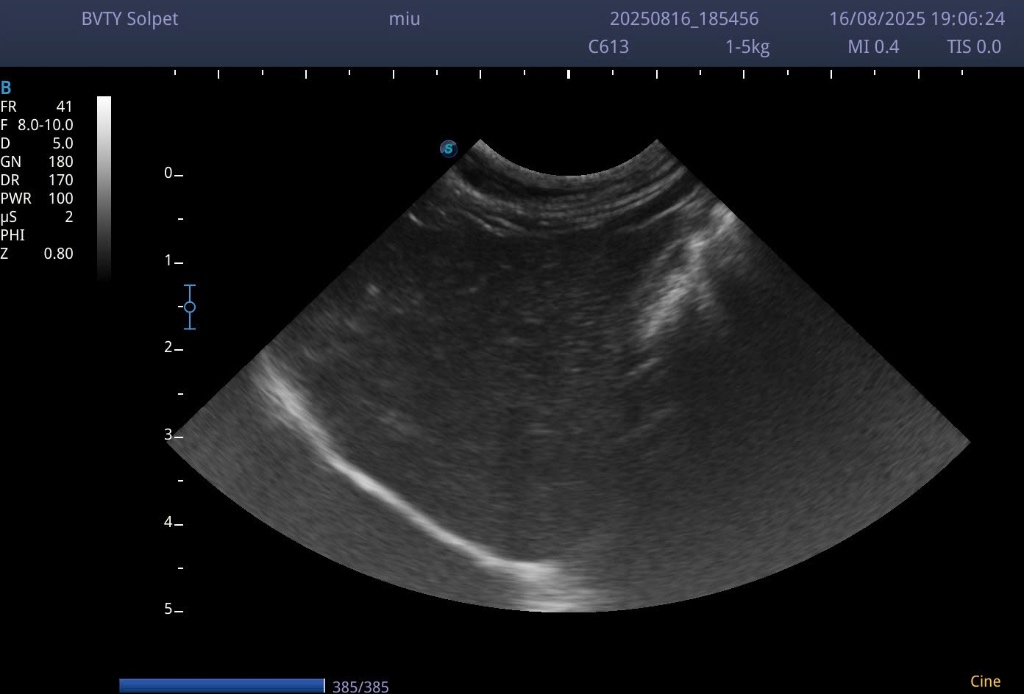 BVTY Solpet miu 20250816_185456 16/08/2025 19:06:24
C613 1-5kg MI 0.4 TIS 0.0
B
FR 41
F 8.0-10.0
D 5.0
GN 180
DR 170
PWR 100
µS 2
PHI
Z 0.80
S
0
1
2
3
4
5
385/385
Cine